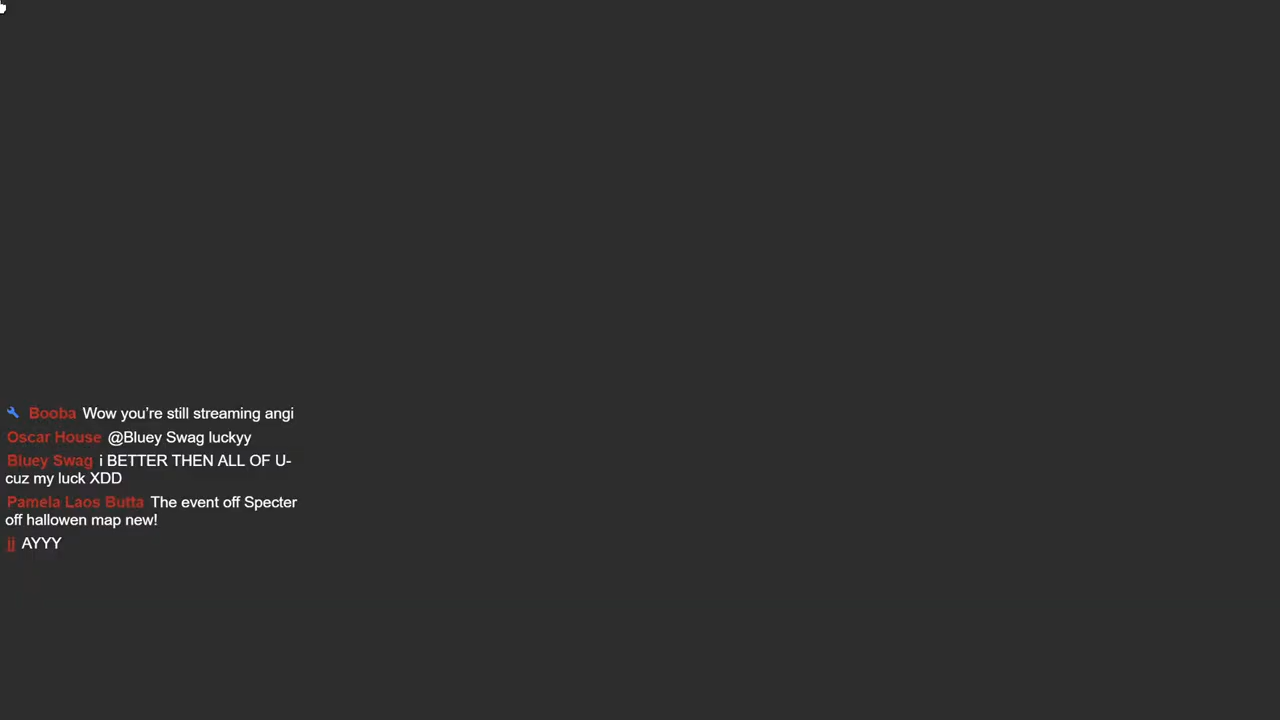 Booba Wow you’re still streaming angi
Oscar House @Bluey Swag luckyy
Bluey Swag i BETTER THEN ALL OF U-
cuz my luck XDD
Pamela Laos Butta The event off Specter
off hallowen map new!
jj AYYY